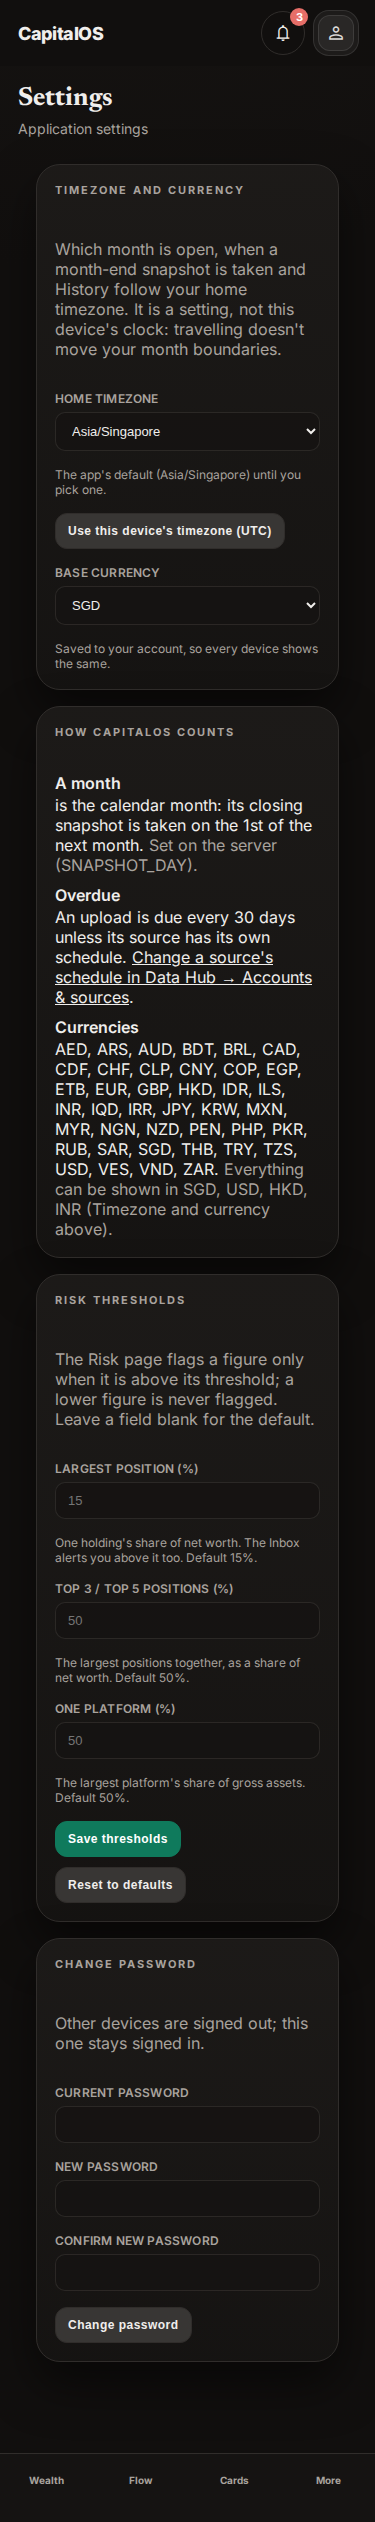 CapitalOS
3
Settings
Application settings
TIMEZONE AND CURRENCY
Which month is open, when a
month-end snapshot is taken and
History follow your home
timezone. It is a setting, not this
device's clock: travelling doesn't
move your month boundaries.
HOME TIMEZONE
Asia/Singapore
The app's default (Asia/Singapore) until you
pick one.
Use this device's timezone (UTC)
BASE CURRENCY
SGD
Saved to your account, so every device shows
the same.
HOW CAPITALOS COUNTS
A month
is the calendar month: its closing
snapshot is taken on the 1st of the
next month. Set on the server
(SNAPSHOT_DAY).
Overdue
An upload is due every 30 days
unless its source has its own
schedule. Change a source's
schedule in Data Hub → Accounts
& sources.
Currencies
AED, ARS, AUD, BDT, BRL, CAD,
CDF, CHF, CLP, CNY, COP, EGP,
ETB, EUR, GBP, HKD, IDR, ILS,
INR, IQD, IRR, JPY, KRW, MXN,
MYR, NGN, NZD, PEN, PHP, PKR,
RUB, SAR, SGD, THB, TRY, TZS,
USD, VES, VND, ZAR. Everything
can be shown in SGD, USD, HKD,
INR (Timezone and currency
above).
RISK THRESHOLDS
The Risk page flags a figure only
when it is above its threshold; a
lower figure is never flagged.
Leave a field blank for the default.
LARGEST POSITION (%)
15
One holding's share of net worth. The Inbox
alerts you above it too. Default 15%.
TOP 3 / TOP 5 POSITIONS (%)
50
The largest positions together, as a share of
net worth. Default 50%.
ONE PLATFORM (%)
50
The largest platform's share of gross assets.
Default 50%.
Save thresholds
Reset to defaults
CHANGE PASSWORD
Other devices are signed out; this
one stays signed in.
CURRENT PASSWORD
NEW PASSWORD
CONFIRM NEW PASSWORD
Change password
Wealth Flow Cards More